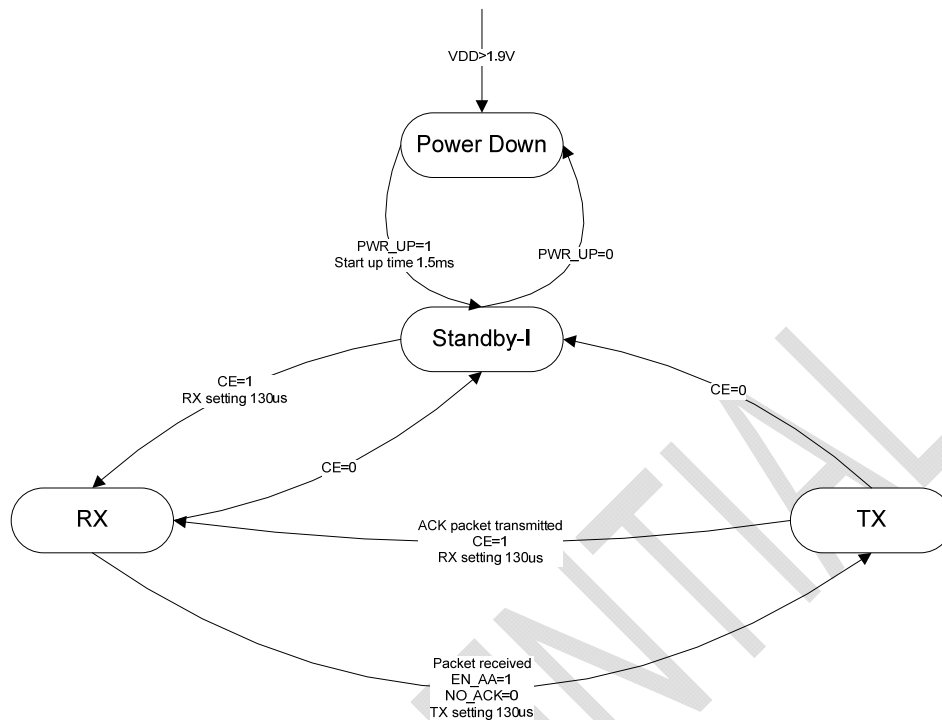 VDD>1.9V
Power Down
PWR_UP=1
Start up time 1.5ms
PWR_UP=0
Standby-I
CE=1
RX setting 130us
CE=0
CE=0
RX
ACK packet transmitted
CE=1
RX setting 130us
TX
Packet received
EN_AA=1
NO_ACK=0
TX setting 130us
ENTIAL